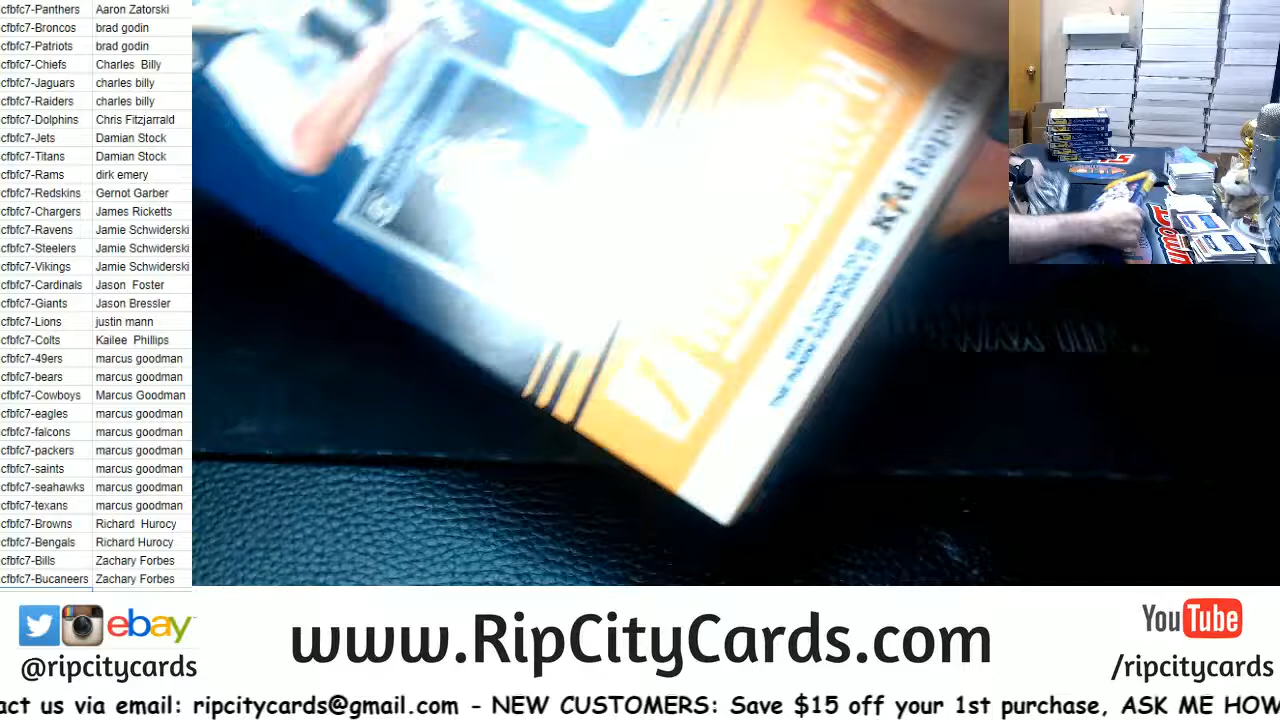 cfbfc7-Panthers Aaron Zatorski
cfbfc7-Broncos brad godin
cfbfc7-Patriots brad godin
cfbfc7-Chiefs Charles Billy
cfbfc7-Jaguars charles billy
cfbfc7-Raiders charles billy
cfbfc7-Dolphins Chris Fitzjarrald
cfbfc7-Jets Damian Stock
cfbfc7-Titans Damian Stock
cfbfc7-Rams dirk emery
cfbfc7-Redskins Gernot Garber
cfbfc7-Chargers James Ricketts
cfbfc7-Ravens Jamie Schwiderski
cfbfc7-Steelers Jamie Schwiderski
cfbfc7-Vikings Jamie Schwiderski
cfbfc7-Cardinals Jason Foster
cfbfc7-Giants Jason Bressler
cfbfc7-Lions justin mann
cfbfc7-Colts Kailee Phillips
cfbfc7-49ers marcus goodman
cfbfc7-bears marcus goodman
cfbfc7-Cowboys Marcus Goodman
cfbfc7-eagles marcus goodman
cfbfc7-falcons marcus goodman
cfbfc7-packers marcus goodman
cfbfc7-saints marcus goodman
cfbfc7-seahawks marcus goodman
cfbfc7-texans marcus goodman
cfbfc7-Browns Richard Hurocy
cfbfc7-Bengals Richard Hurocy
cfbfc7-Bills Zachary Forbes
cfbfc7-Bucaneers Zachary Forbes
Kid Reporter
ebay
@ripcitycards
www.RipCityCards.com
YouTube
/ripcitycards
act us via email: ripcitycards@gmail.com - NEW CUSTOMERS: Save $15 off your 1st purchase, ASK ME HOW